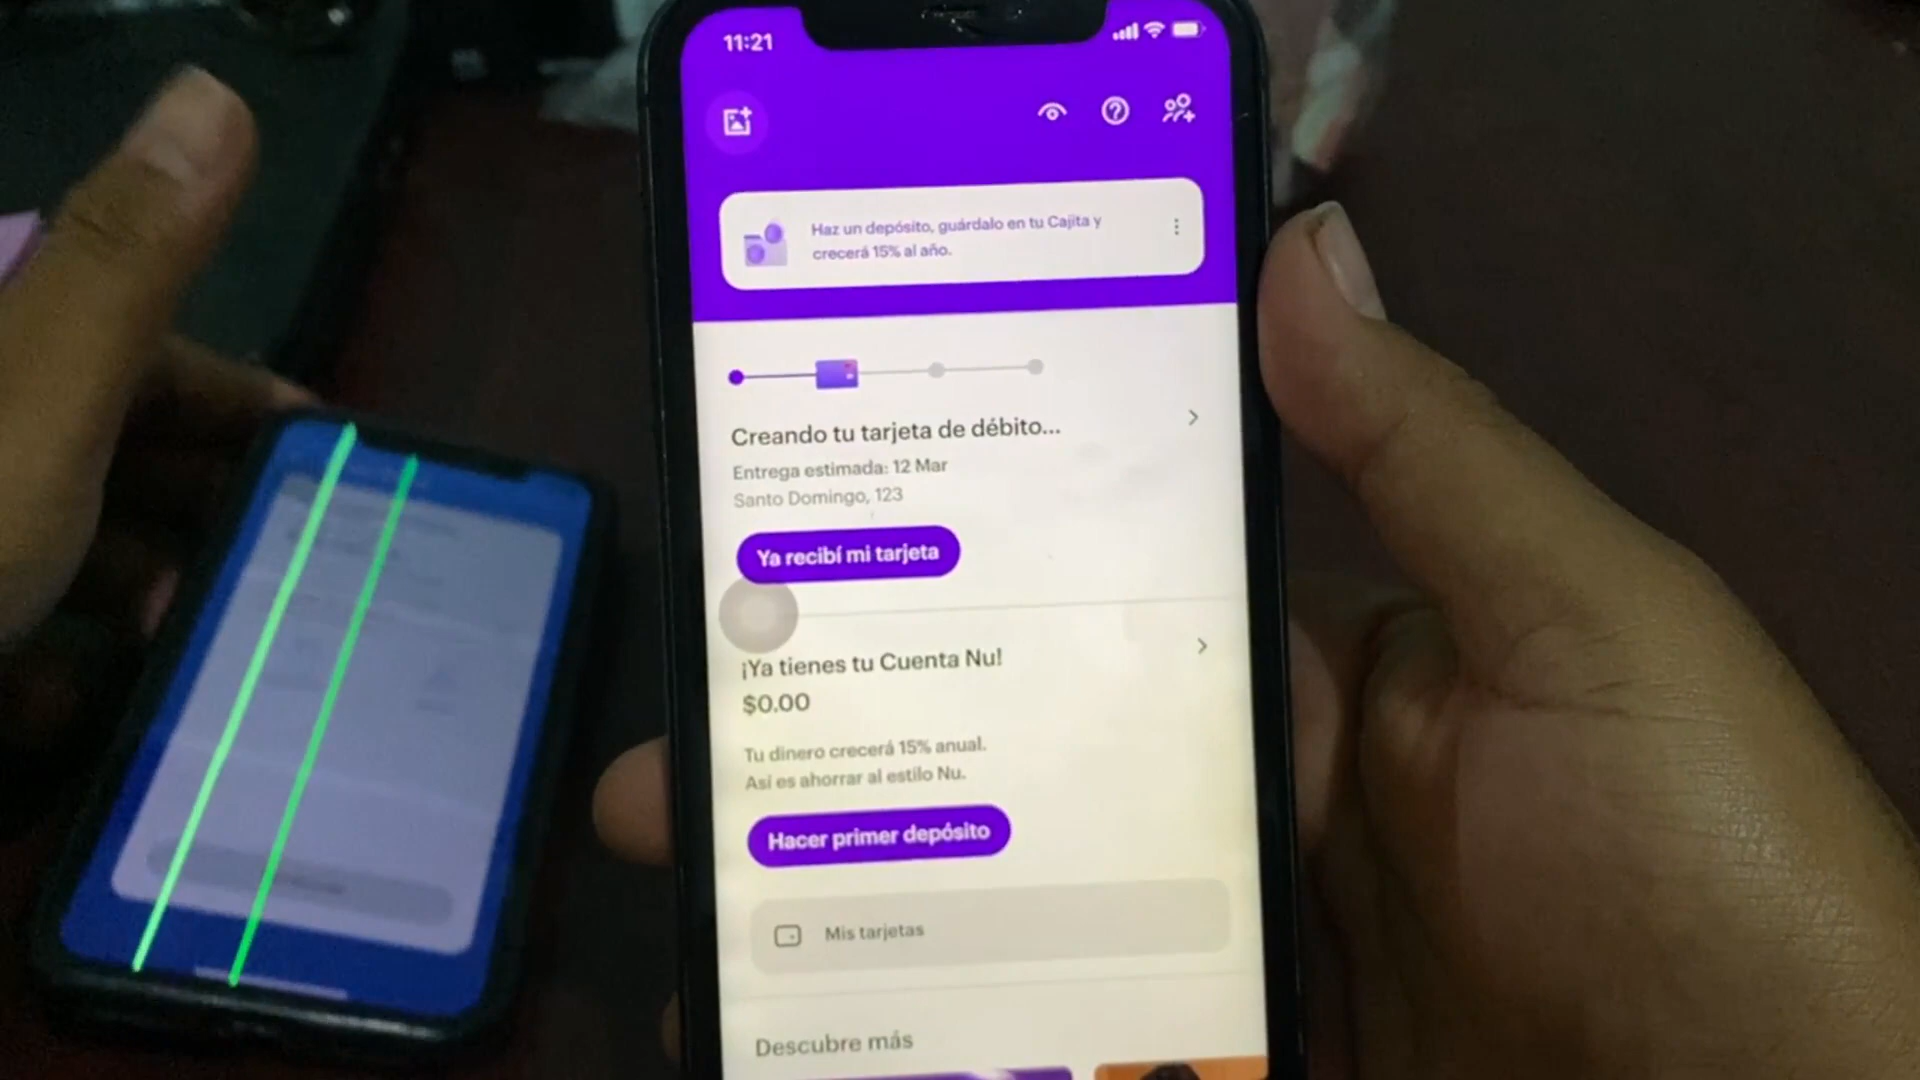 11:21
Haz un depósito, guárdalo en tu Cajita y
crecerá 15% al año.
Creando tu tarjeta de débito...
Entrega estimada: 12 Mar
Santo Domingo, 123
Ya recibí mi tarjeta
¡Ya tienes tu Cuenta Nu!
$0.00
Tu dinero crecerá 15% anual.
Así es ahorrar al estilo Nu.
Hacer primer depósito
Mis tarjetas
Descubre más